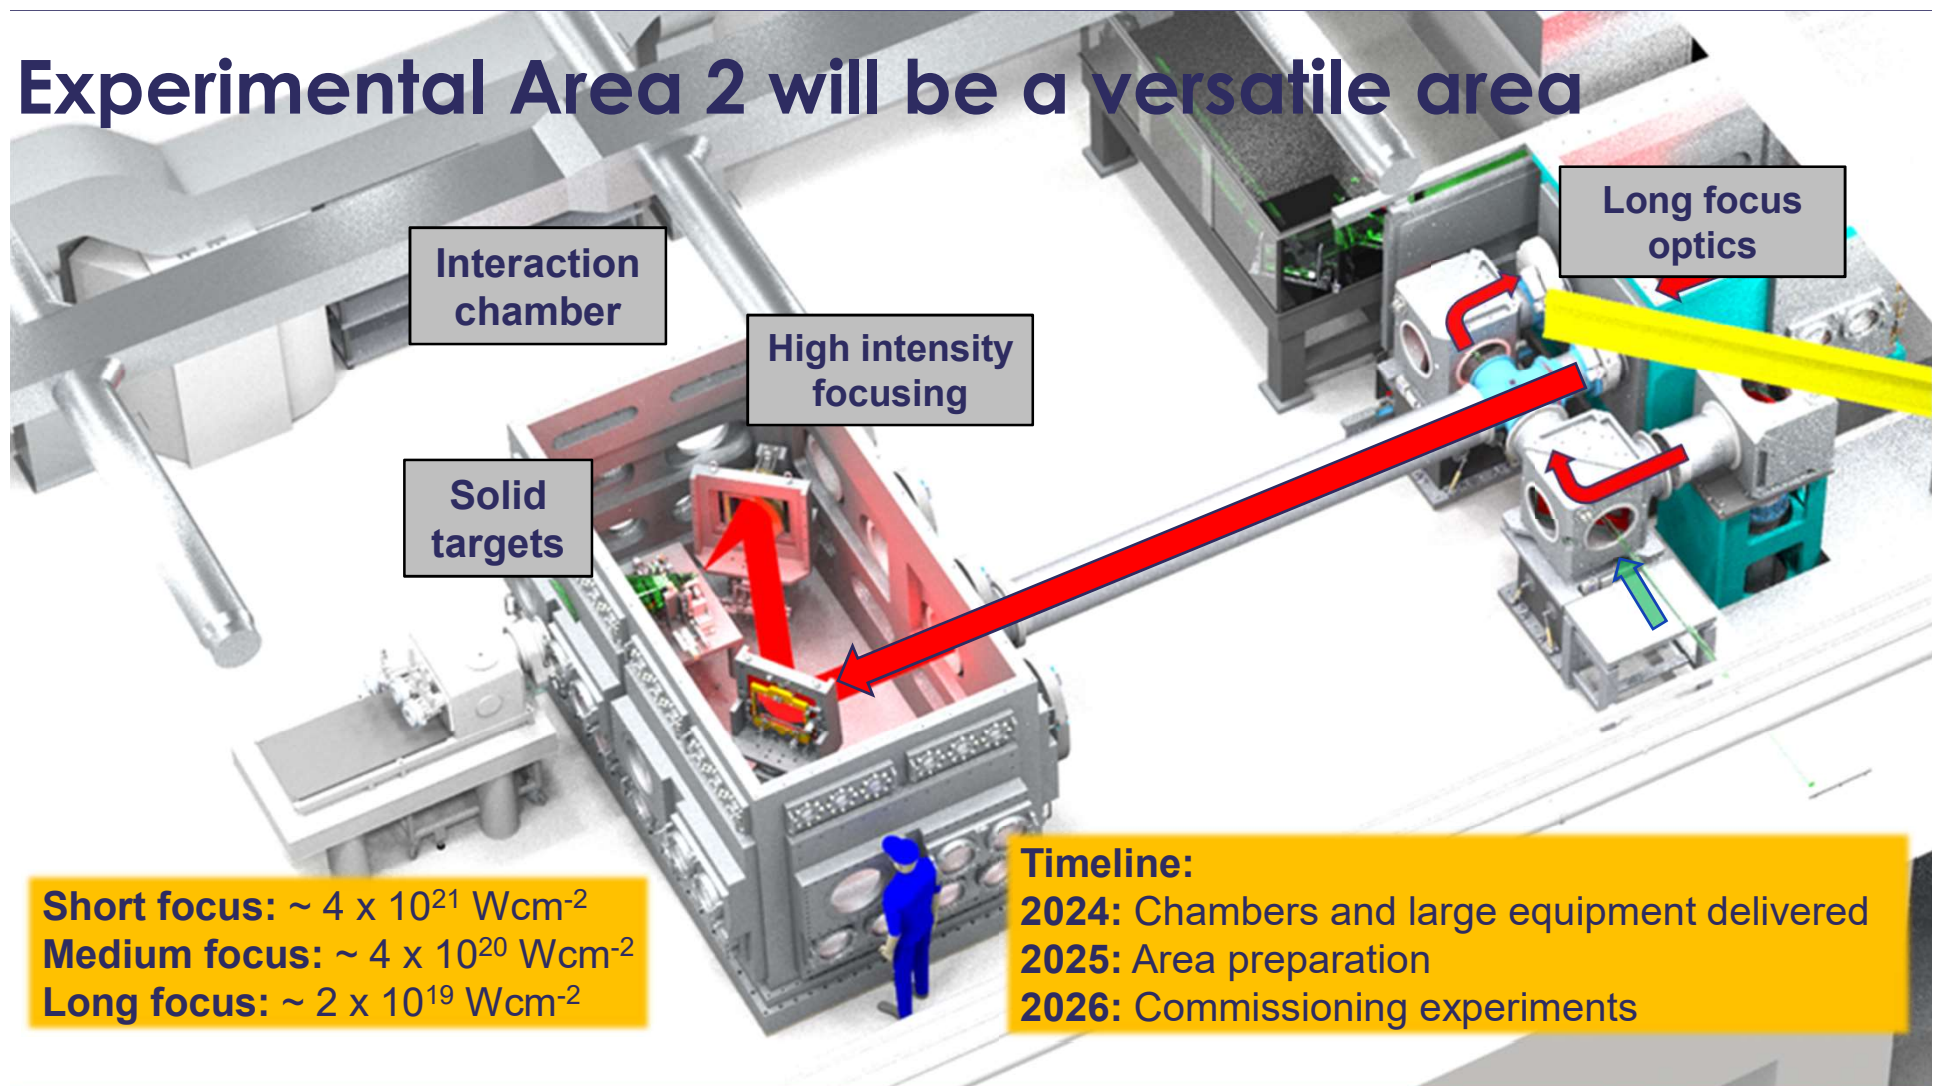 Experimental Area 2 will be a versatile area
Long focus
optics
Interaction
chamber
High intensity
focusing
Solid
targets
Short focus: ~ 4 x 10²¹ Wcm⁻²
Medium focus: ~ 4 x 10²⁰ Wcm⁻²
Long focus: ~ 2 x 10¹⁹ Wcm⁻²
Timeline:
2024: Chambers and large equipment delivered
2025: Area preparation
2026: Commissioning experiments